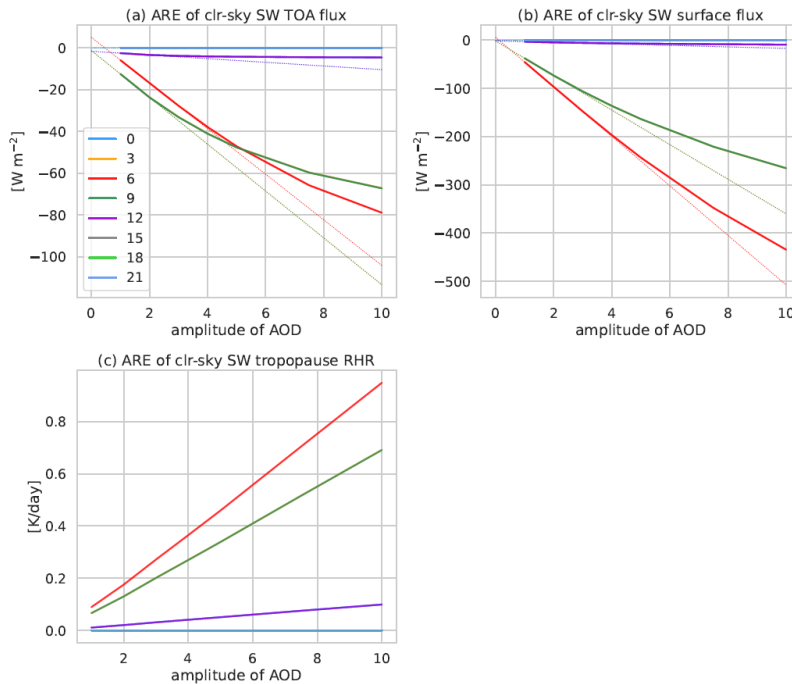 (a) ARE of clr-sky SW TOA flux
0
−20
−40
−60
−80
−100
[W m−2]
0
3
6
9
12
15
18
21
0 2 4 6 8 10
amplitude of AOD
(b) ARE of clr-sky SW surface flux
0
−100
−200
−300
−400
−500
[W m−2]
0 2 4 6 8 10
amplitude of AOD
(c) ARE of clr-sky SW tropopause RHR
0.8
0.6
0.4
0.2
0.0
[K/day]
2 4 6 8 10
amplitude of AOD